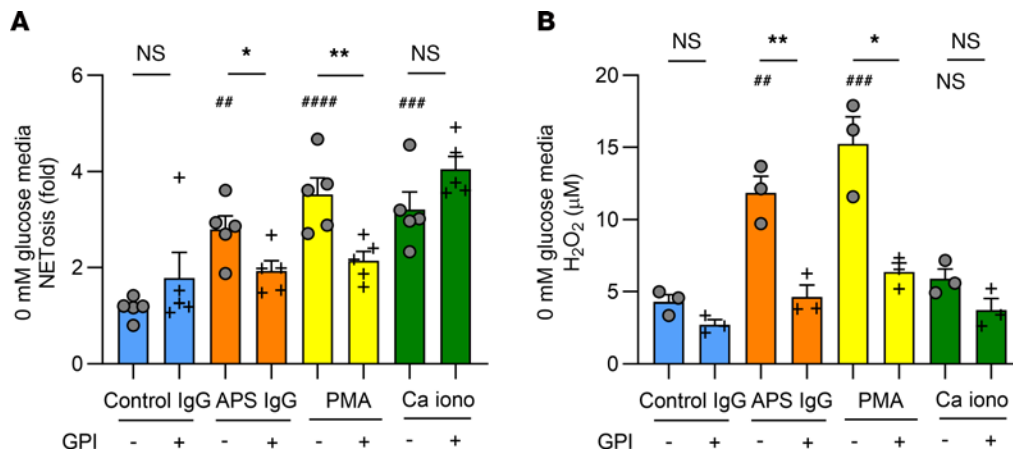 A
NS * ** NS
6
4
2
0
## #### ###
0 mM glucose media
NETosis (fold)
Control IgG APS IgG PMA Ca iono
GPI - + - + - + - +
B
NS ** * NS
20
15
10
5
0
## ### NS
0 mM glucose media
H₂O₂ (μM)
Control IgG APS IgG PMA Ca iono
GPI - + - + - + - +